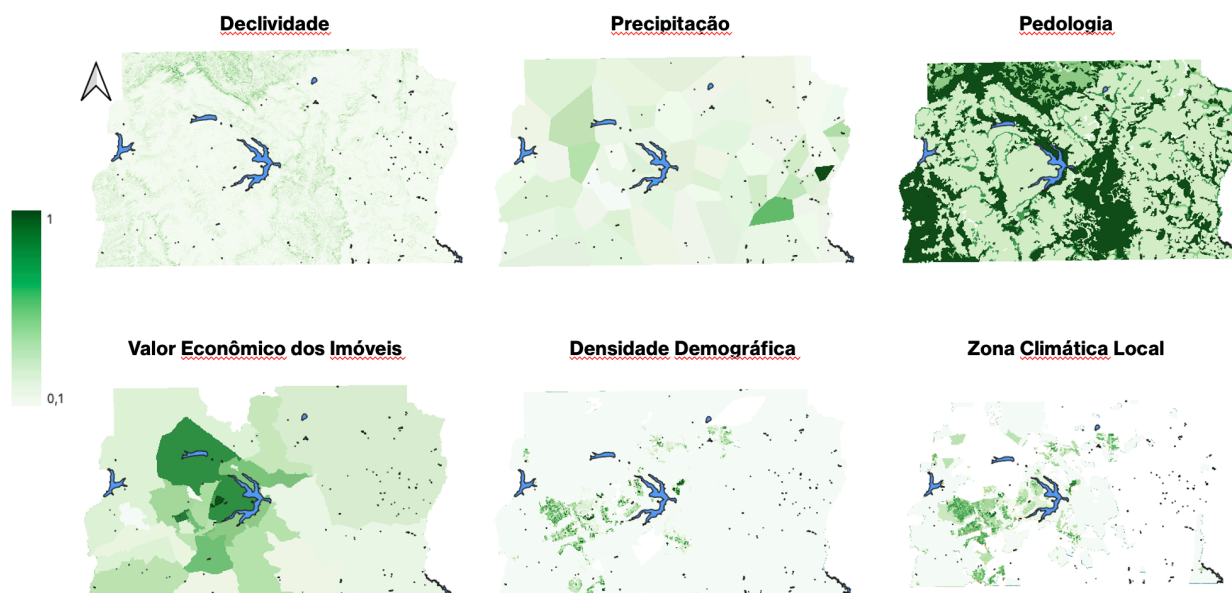 Declividade
Precipitação
Pedologia
1
0,1
Valor Econômico dos Imóveis
Densidade Demográfica
Zona Climática Local